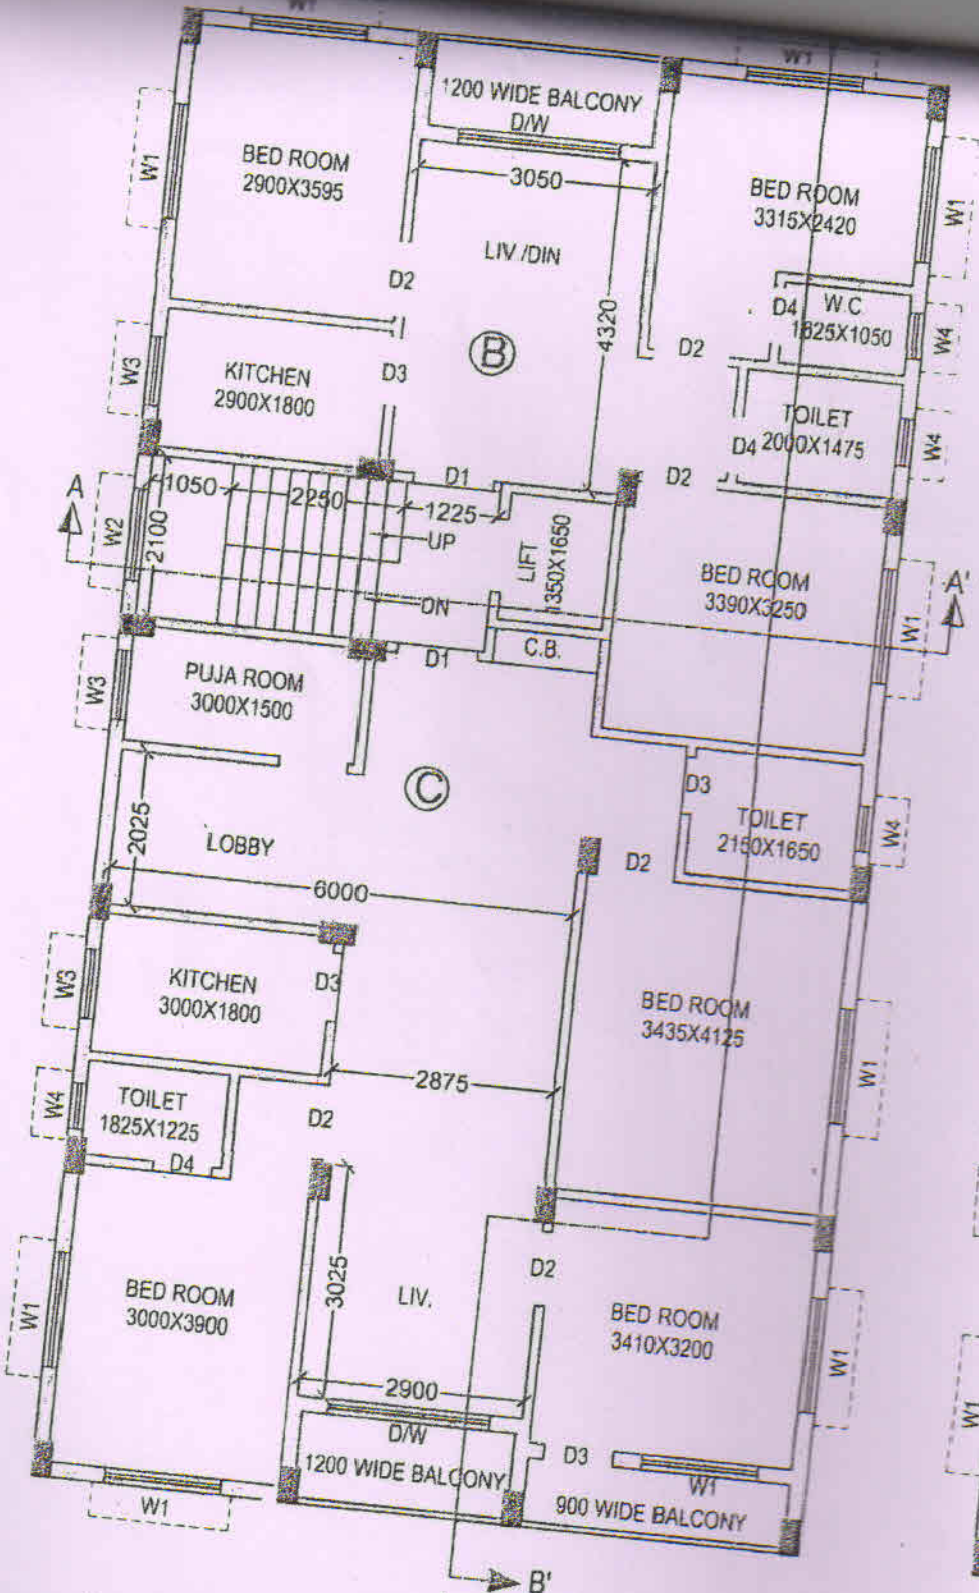 W1
W1
1200 WIDE BALCONY
D/W
W1
BED ROOM
2900X3595
3050
BED ROOM
3315X2420
W1
LIV./DIN
D2
4320
D4
W.C.
1625X1050
W4
B
D2
W3
KITCHEN
2900X1800
D3
TOILET
2000X1475
D4
W4
D1
D2
A
1050
2250
1225
W2
2100
UP
LIFT
1350X1650
BED ROOM
3390X3250
A'
W1
DN
C.B.
D1
W3
PUJA ROOM
3000X1500
C
D3
2025
LOBBY
TOILET
2150X1650
W4
D2
6000
W3
KITCHEN
3000X1800
D3
BED ROOM
3435X4125
W1
2875
W4
TOILET
1825X1225
D4
D2
D2
W1
BED ROOM
3000X3900
3025
LIV.
BED ROOM
3410X3200
W1
W1
2900
D/W
D3
1200 WIDE BALCONY
W1
W1
900 WIDE BALCONY
B'